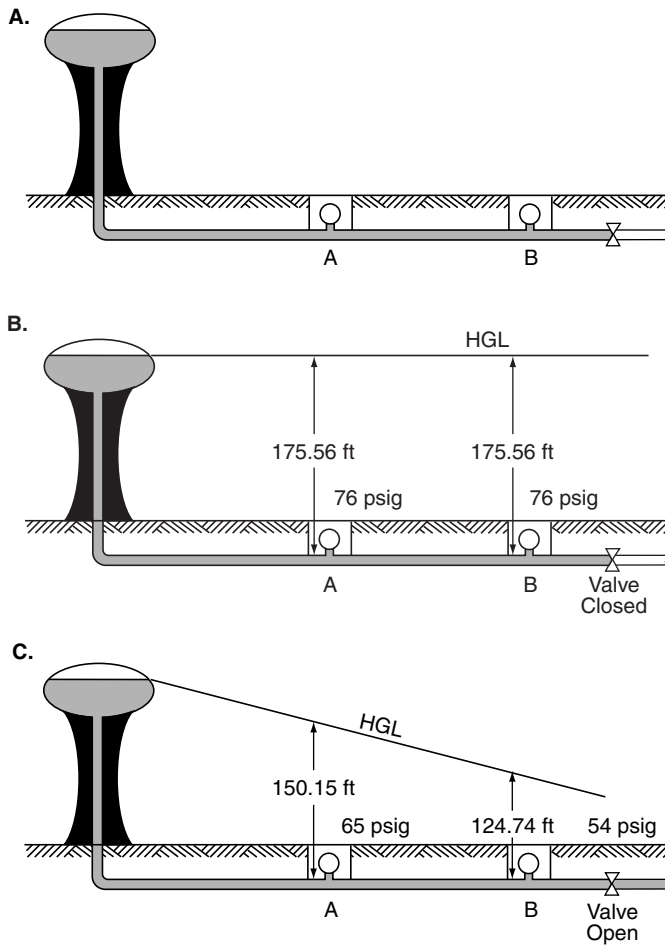 A.
A B
B.
HGL
175.56 ft 175.56 ft
76 psig 76 psig
A B Valve
Closed
C.
HGL
150.15 ft
65 psig 124.74 ft 54 psig
A B Valve
Open